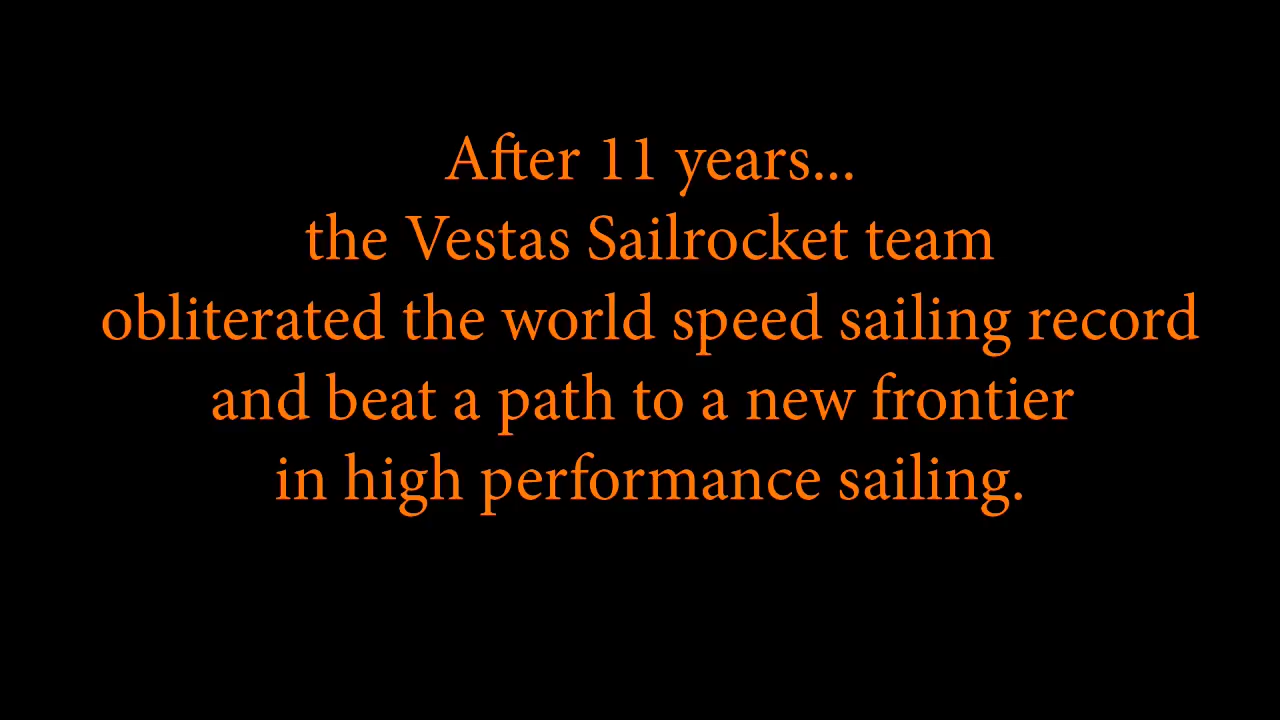 After 11 years...
the Vestas Sailrocket team
obliterated the world speed sailing record
and beat a path to a new frontier
in high performance sailing.